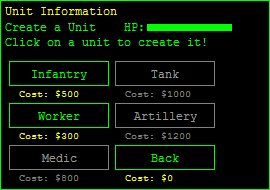 Unit Information
Create a Unit HP:
Click on a unit to create it!
Infantry Tank
Cost: $500 Cost: $1000
Worker Artillery
Cost: $300 Cost: $1200
Medic Back
Cost: $800 Cost: $0